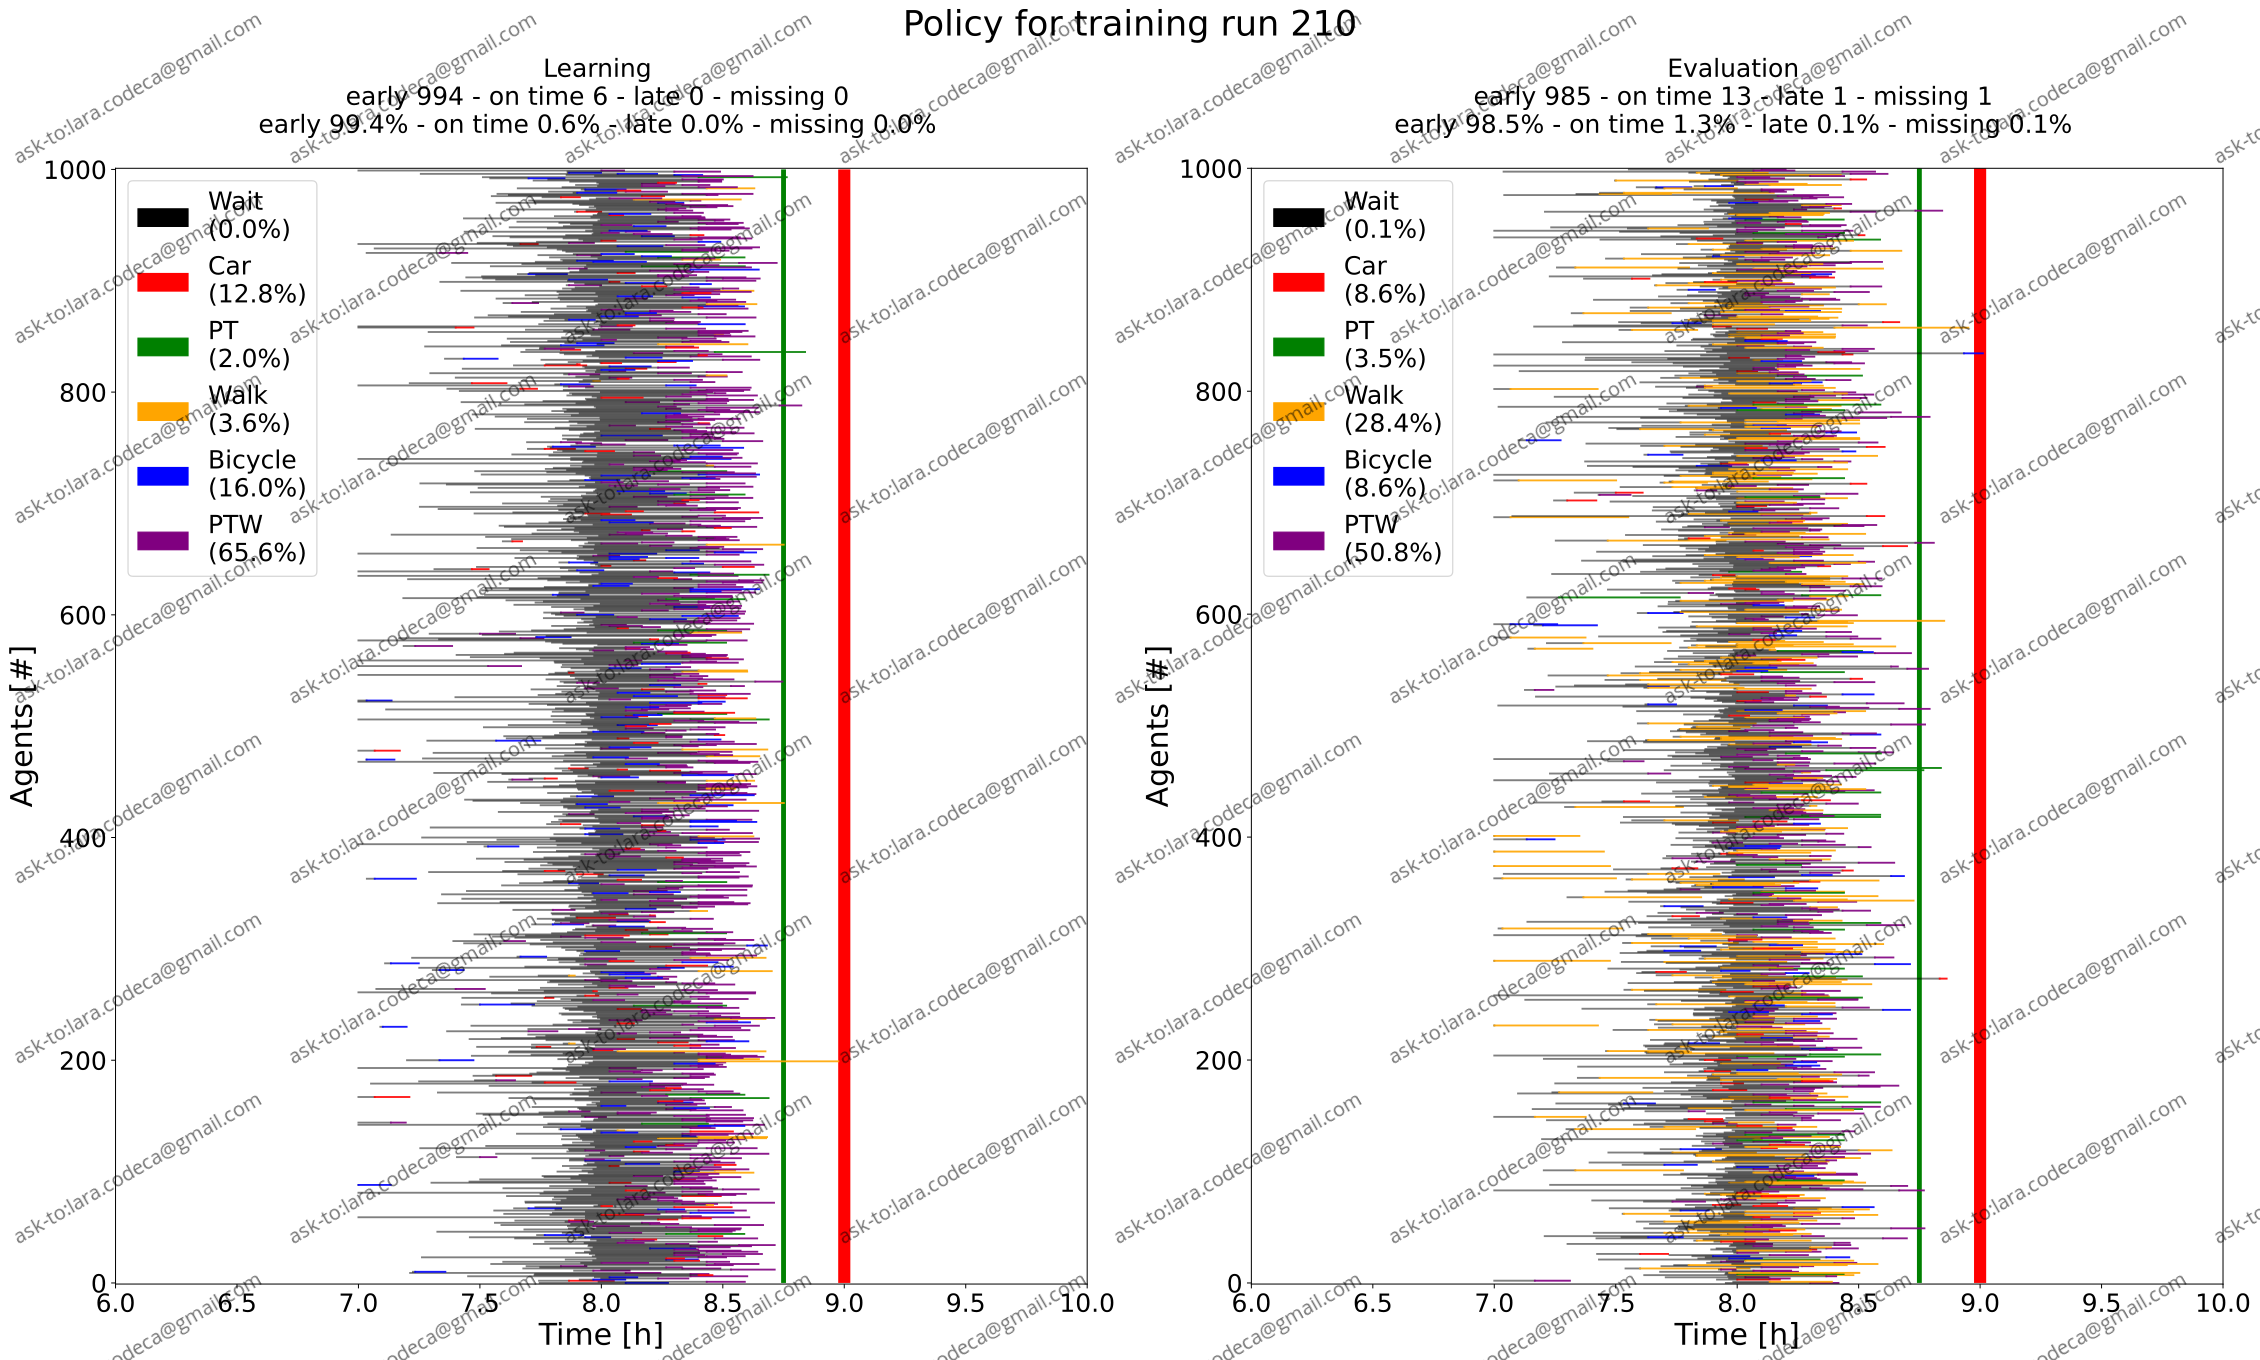 Policy for training run 210
Learning
early 994 - on time 6 - late 0 - missing 0
early 99.4% - on time 0.6% - late 0.0% - missing 0.0%
1000
800
600
400
200
0
Agents [#]
Wait
(0.0%)
Car
(12.8%)
PT
(2.0%)
Walk
(3.6%)
Bicycle
(16.0%)
PTW
(65.6%)
6.0 6.5 7.0 7.5 8.0 8.5 9.0 9.5 10.0
Time [h]
Evaluation
early 985 - on time 13 - late 1 - missing 1
early 98.5% - on time 1.3% - late 0.1% - missing 0.1%
1000
800
600
400
200
0
Agents [#]
Wait
(0.1%)
Car
(8.6%)
PT
(3.5%)
Walk
(28.4%)
Bicycle
(8.6%)
PTW
(50.8%)
6.0 6.5 7.0 7.5 8.0 8.5 9.0 9.5 10.0
Time [h]
ask-to:lara.codeca@gmail.com